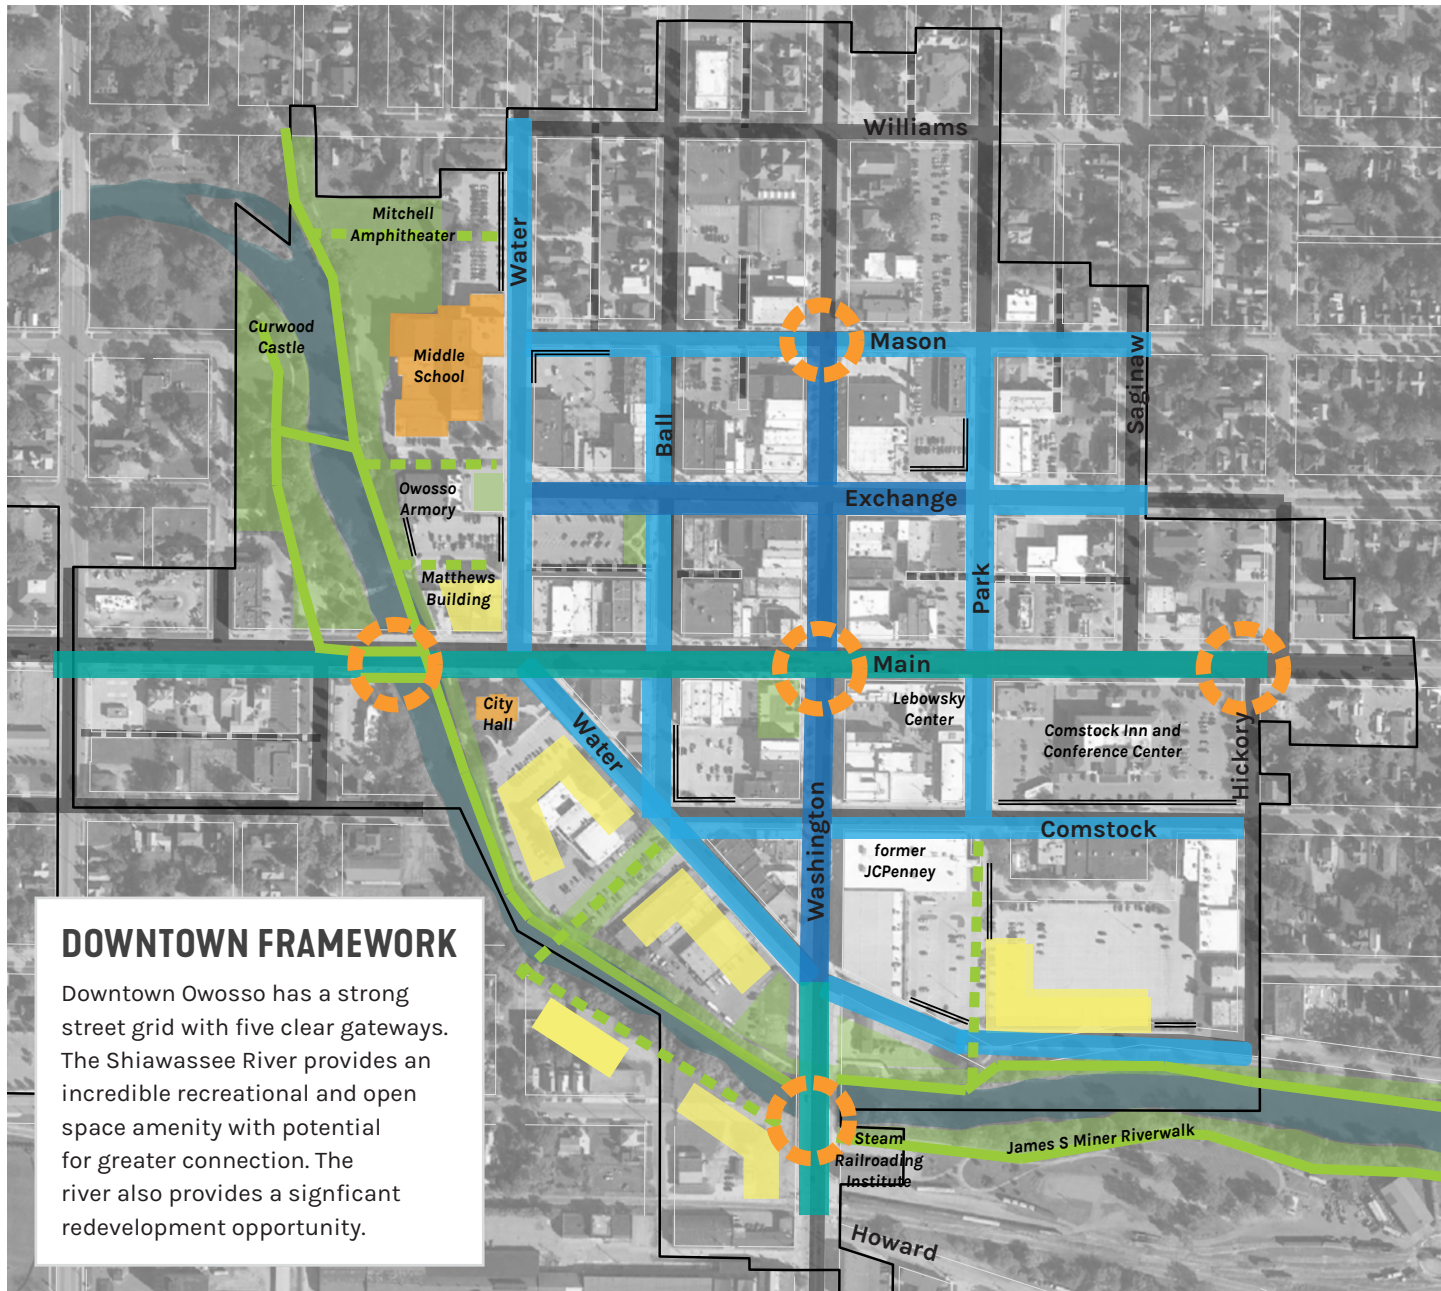 Williams
Mitchell
Amphitheater
Water
Curwood
Castle
Middle
School
Mason
Saginaw
Ball
Owosso
Armory
Exchange
Matthews
Building
Park
Main
City
Hall
Water
Lebowsky
Center
Comstock Inn and
Conference Center
Hickory
Washington
Comstock
former
JCPenney
DOWNTOWN FRAMEWORK
Downtown Owosso has a strong
street grid with five clear gateways.
The Shiawassee River provides an
incredible recreational and open
space amenity with potential
for greater connection. The
river also provides a signficant
redevelopment opportunity.
Steam
Railroading
Institute
James S Miner Riverwalk
Howard